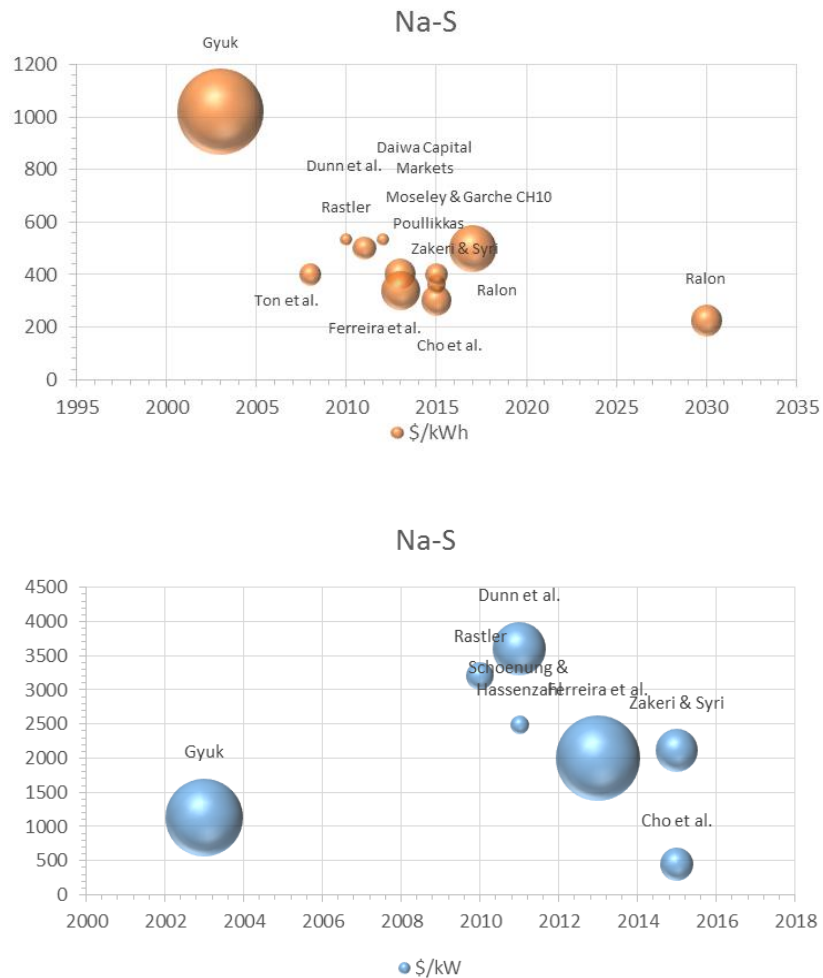 Na-S
Gyuk
1200
1000
800
600
400
200
0
Daiwa Capital
Markets
Dunn et al.
Moseley & Garche CH10
Rastler
Poullikkas
Zakeri & Syri
Ton et al.
Ralon
Ralon
Ferreira et al.
Cho et al.
1995 2000 2005 2010 2015 2020 2025 2030 2035
$/kWh
Na-S
4500
4000
3500
3000
2500
2000
1500
1000
500
0
Dunn et al.
Rastler
Schoenung &
Hassenzahl
Ferreira et al.
Zakeri & Syri
Gyuk
Cho et al.
2000 2002 2004 2006 2008 2010 2012 2014 2016 2018
$/kW